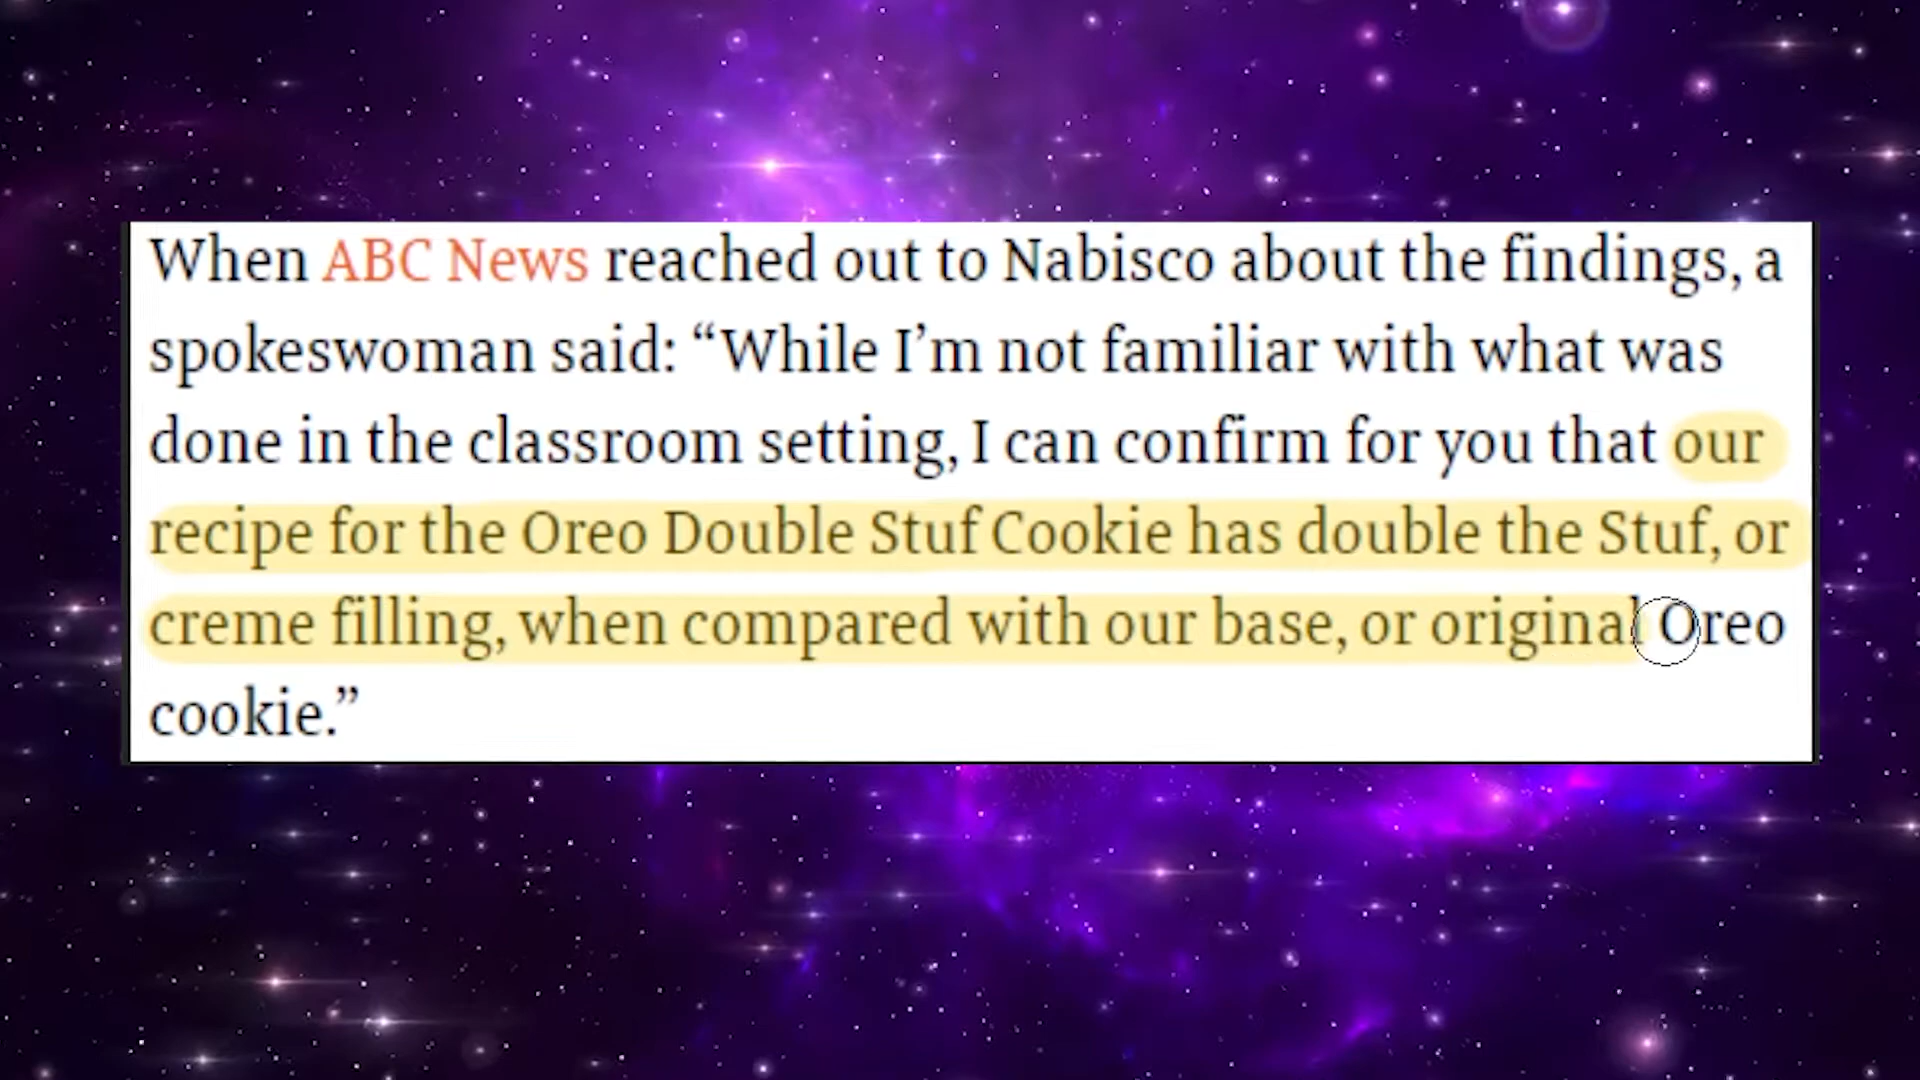 When ABC News reached out to Nabisco about the findings, a
spokeswoman said: “While I’m not familiar with what was
done in the classroom setting, I can confirm for you that our
recipe for the Oreo Double Stuf Cookie has double the Stuf, or
creme filling, when compared with our base, or original Oreo
cookie.”